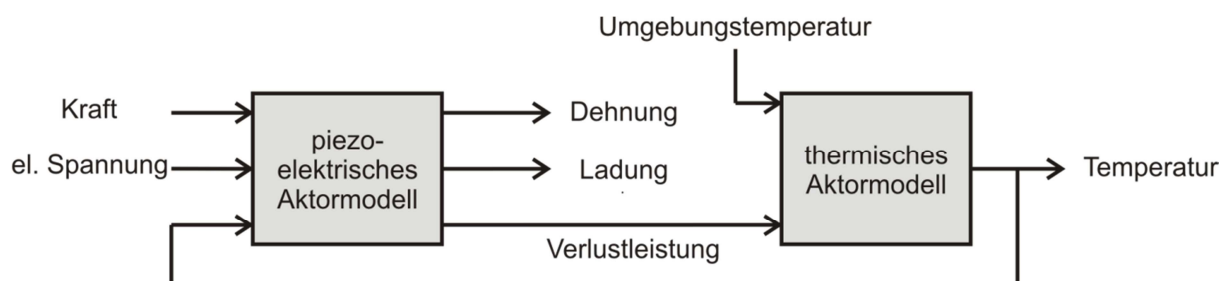 Umgebungstemperatur
Kraft
el. Spannung
piezo-
elektrisches
Aktormodell
Dehnung
Ladung
Verlustleistung
thermisches
Aktormodell
Temperatur